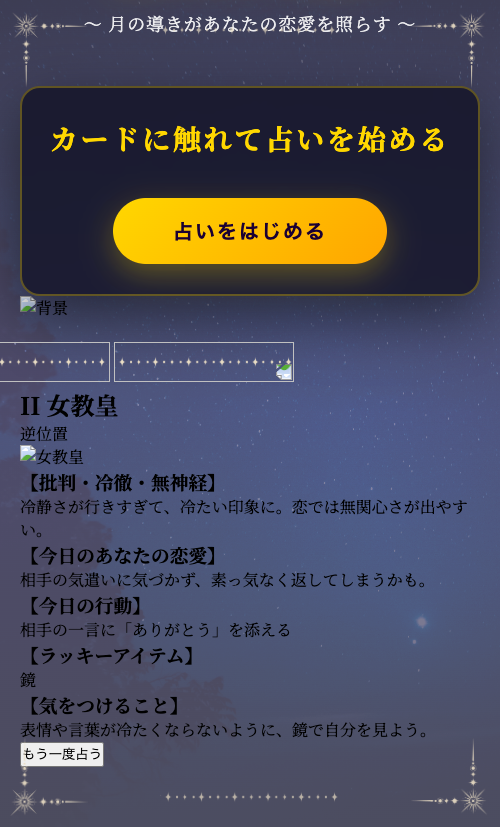 ～ 月の導きがあなたの恋愛を照らす ～
カードに触れて占いを始める
占いをはじめる
背景
II 女教皇
逆位置
女教皇
【批判・冷徹・無神経】
冷静さが行きすぎて、冷たい印象に。恋では無関心さが出やす
い。
【今日のあなたの恋愛】
相手の気遣いに気づかず、素っ気なく返してしまうかも。
【今日の行動】
相手の一言に「ありがとう」を添える
【ラッキーアイテム】
鏡
【気をつけること】
表情や言葉が冷たくならないように、鏡で自分を見よう。
もう一度占う